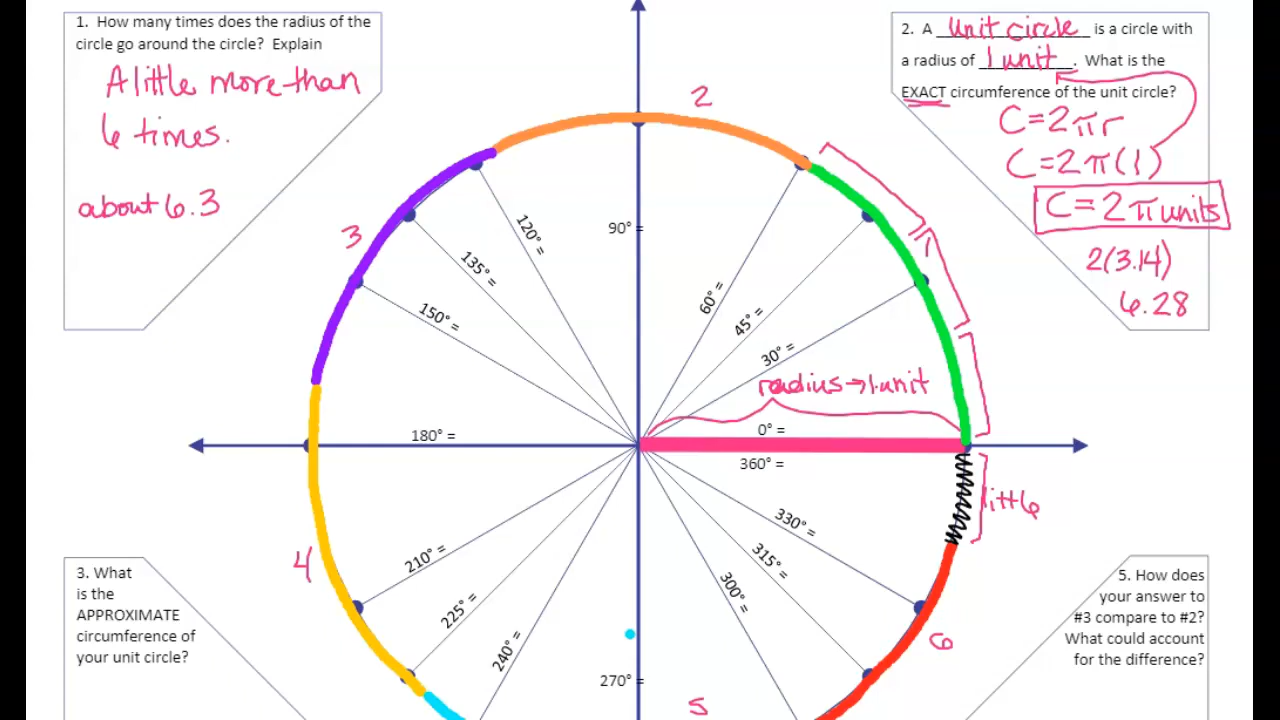 1. How many times does the radius of the
circle go around the circle? Explain
A little more than
6 times.
about 6.3
2. A unit circle is a circle with
a radius of 1 unit. What is the
EXACT circumference of the unit circle?
C=2πr
C=2π(1)
C=2π units
2(3.14)
6.28
2
1
3
120° =
90° =
60° =
135° =
45° =
150° =
30° =
radius→1 unit
180° =
0° =
360° =
little
330° =
210° =
315° =
4
225° =
300° =
240° =
6
270° =
5
3. What
is the
APPROXIMATE
circumference of
your unit circle?
5. How does
your answer to
#3 compare to #2?
What could account
for the difference?